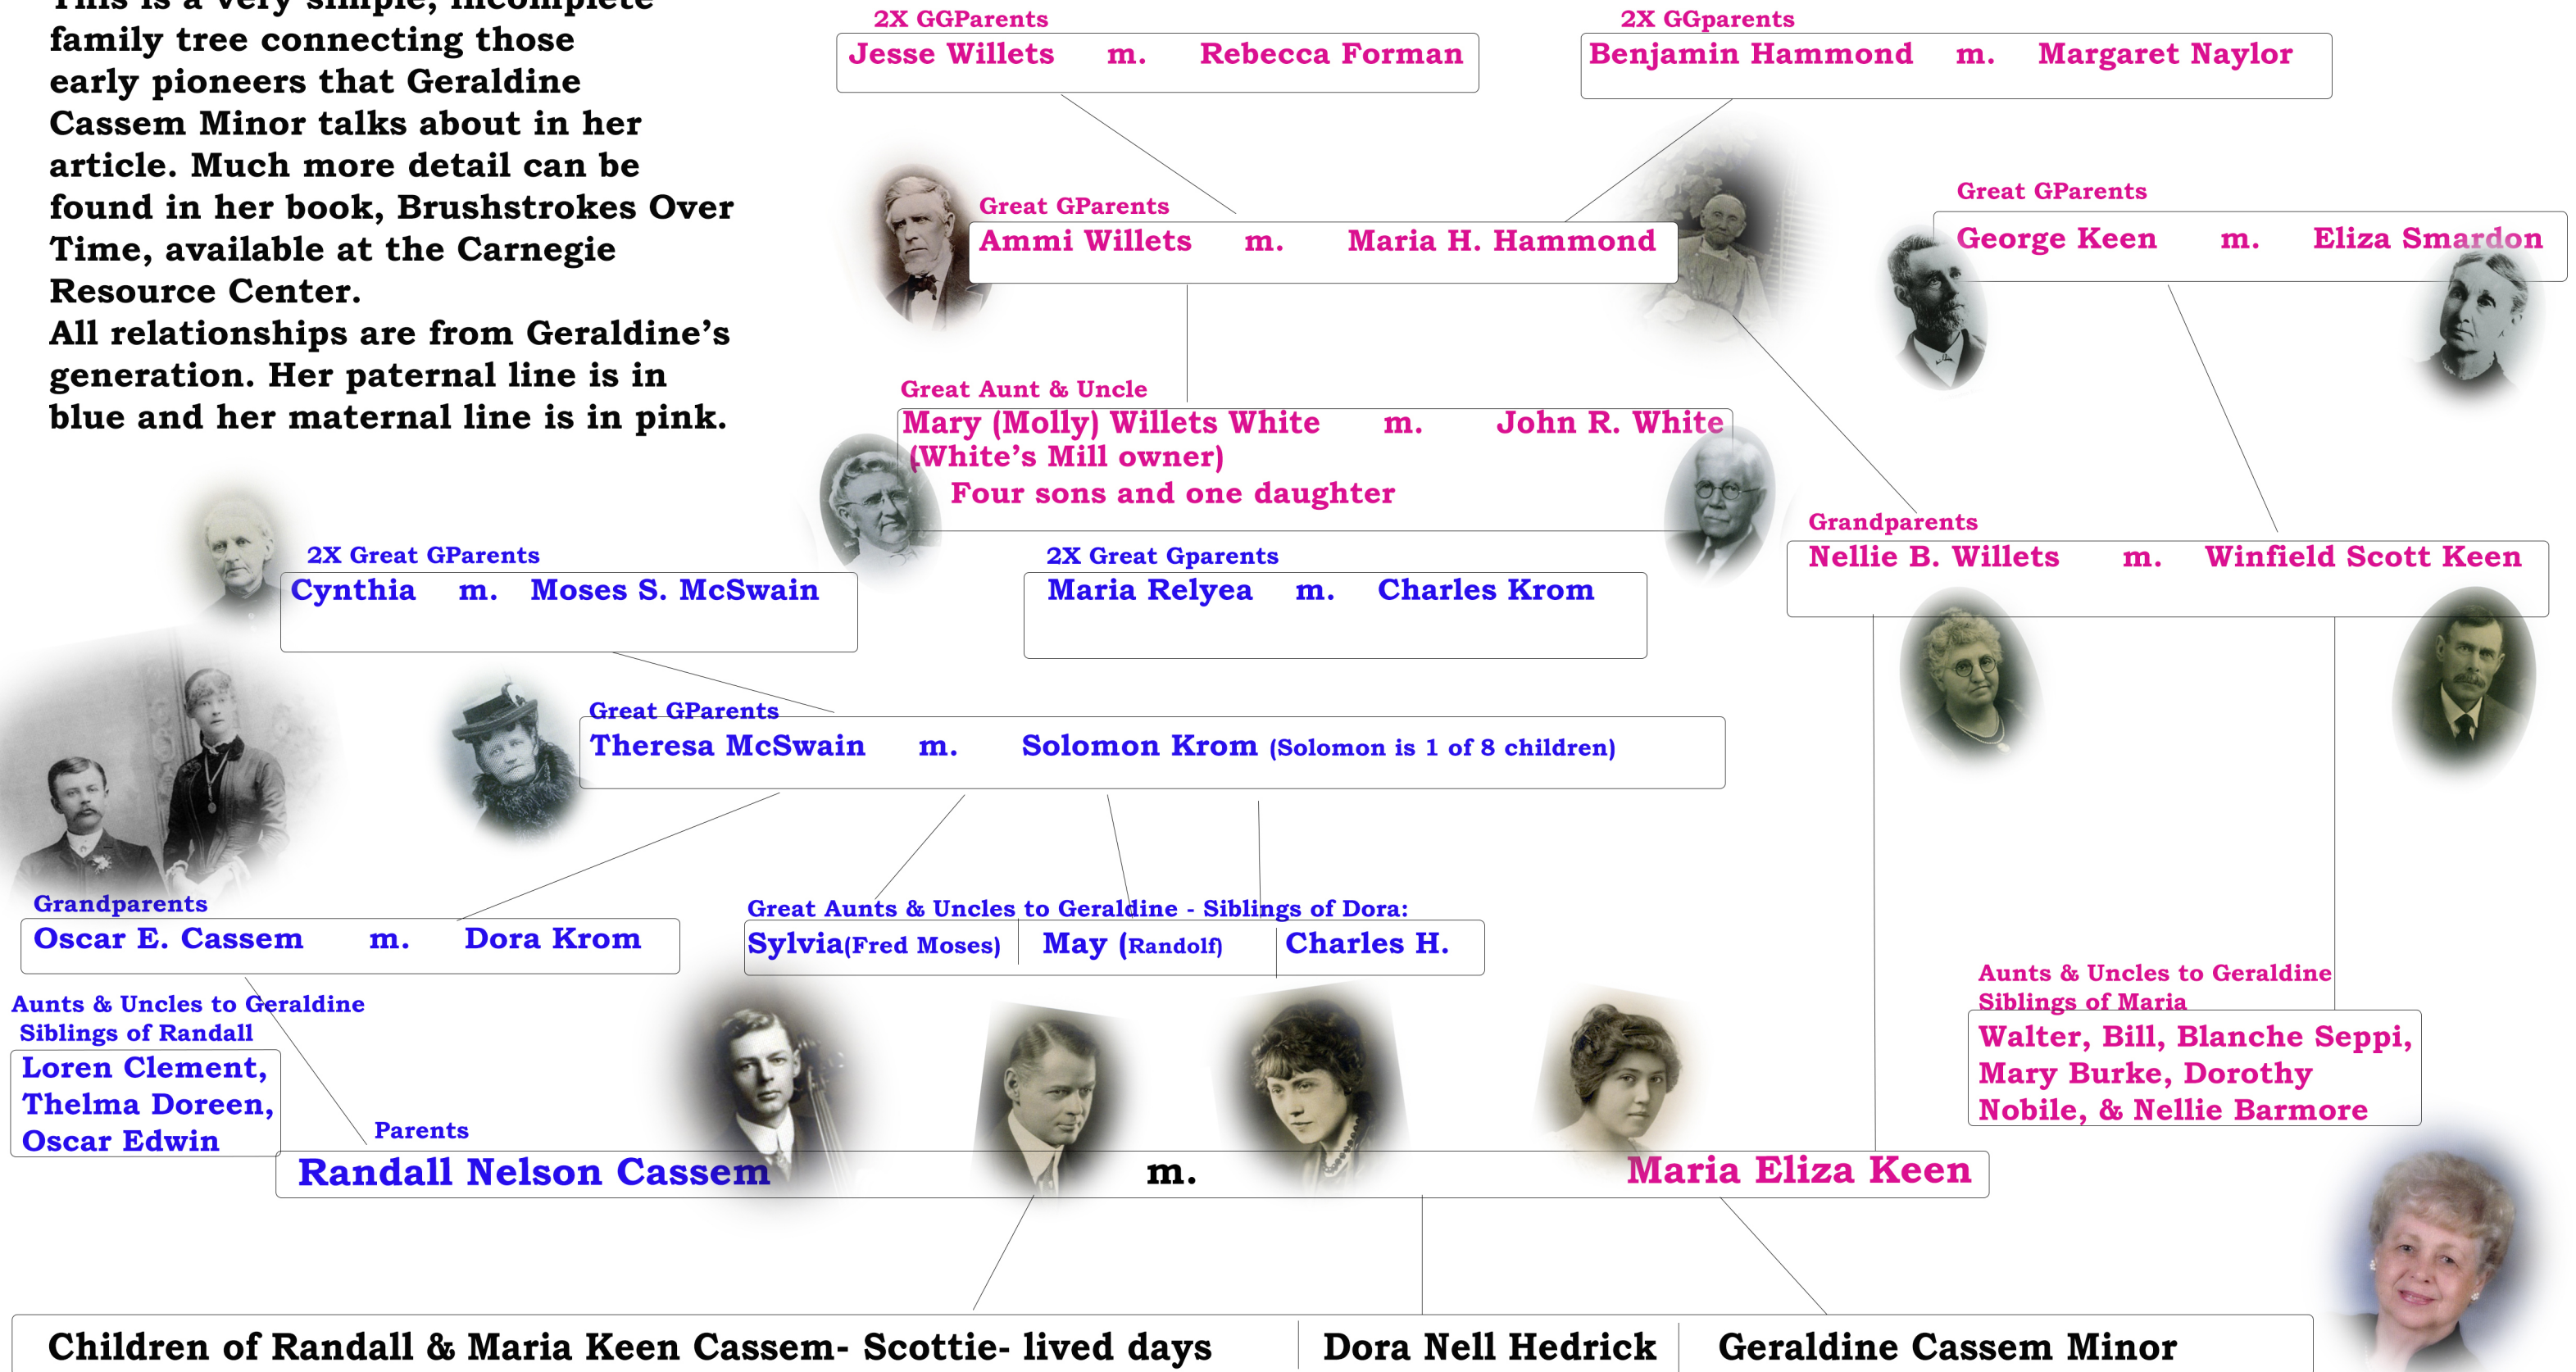 This is a very simple, incomplete
family tree connecting those
early pioneers that Geraldine
Cassem Minor talks about in her
article. Much more detail can be
found in her book, Brushstrokes Over
Time, available at the Carnegie
Resource Center.
All relationships are from Geraldine’s
generation. Her paternal line is in
blue and her maternal line is in pink.
2X GGParents
Jesse Willets m. Rebecca Forman
2X GGparents
Benjamin Hammond m. Margaret Naylor
Great GParents
Ammi Willets m. Maria H. Hammond
Great GParents
George Keen m. Eliza Smardon
Great Aunt & Uncle
Mary (Molly) Willets White m. John R. White
(White’s Mill owner)
Four sons and one daughter
Grandparents
Nellie B. Willets m. Winfield Scott Keen
2X Great GParents
Cynthia m. Moses S. McSwain
2X Great Gparents
Maria Relyea m. Charles Krom
Great GParents
Theresa McSwain m. Solomon Krom (Solomon is 1 of 8 children)
Grandparents
Oscar E. Cassem m. Dora Krom
Great Aunts & Uncles to Geraldine - Siblings of Dora:
Sylvia(Fred Moses) May (Randolf) Charles H.
Aunts & Uncles to Geraldine
Siblings of Randall
Loren Clement,
Thelma Doreen,
Oscar Edwin
Aunts & Uncles to Geraldine
Siblings of Maria
Walter, Bill, Blanche Seppi,
Mary Burke, Dorothy
Nobile, & Nellie Barmore
Parents
Randall Nelson Cassem m. Maria Eliza Keen
Children of Randall & Maria Keen Cassem- Scottie- lived days Dora Nell Hedrick Geraldine Cassem Minor